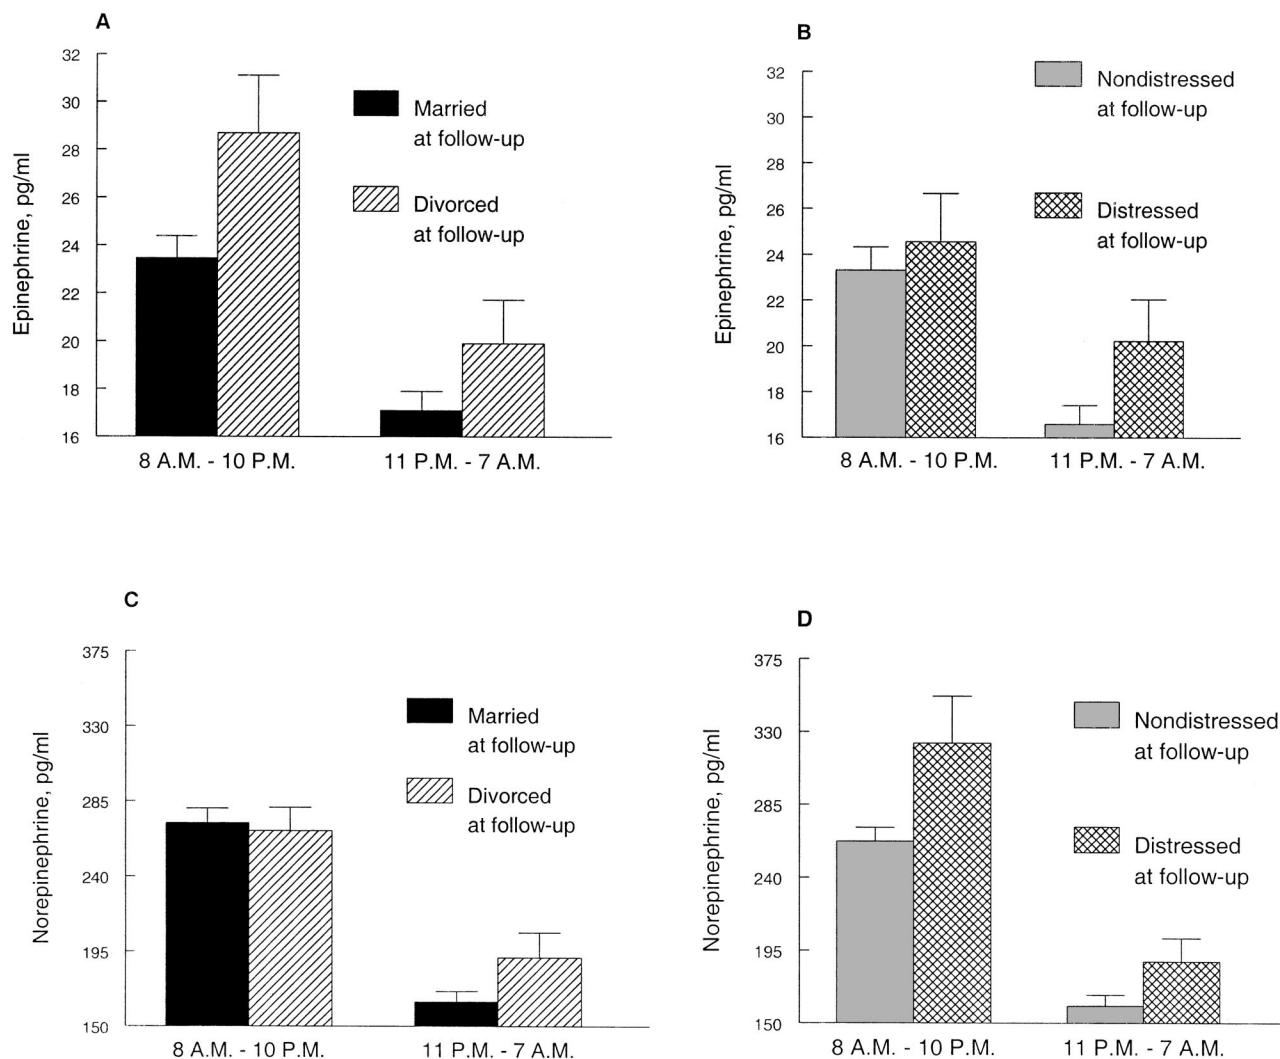 A
Epinephrine, pg/ml
32
30
28
26
24
22
20
18
16
Married
at follow-up
Divorced
at follow-up
8 A.M. - 10 P.M.
11 P.M. - 7 A.M.
B
Epinephrine, pg/ml
32
30
28
26
24
22
20
18
16
Nondistressed
at follow-up
Distressed
at follow-up
8 A.M. - 10 P.M.
11 P.M. - 7 A.M.
C
Norepinephrine, pg/ml
375
330
285
240
195
150
Married
at follow-up
Divorced
at follow-up
8 A.M. - 10 P.M.
11 P.M. - 7 A.M.
D
Norepinephrine, pg/ml
375
330
285
240
195
150
Nondistressed
at follow-up
Distressed
at follow-up
8 A.M. - 10 P.M.
11 P.M. - 7 A.M.